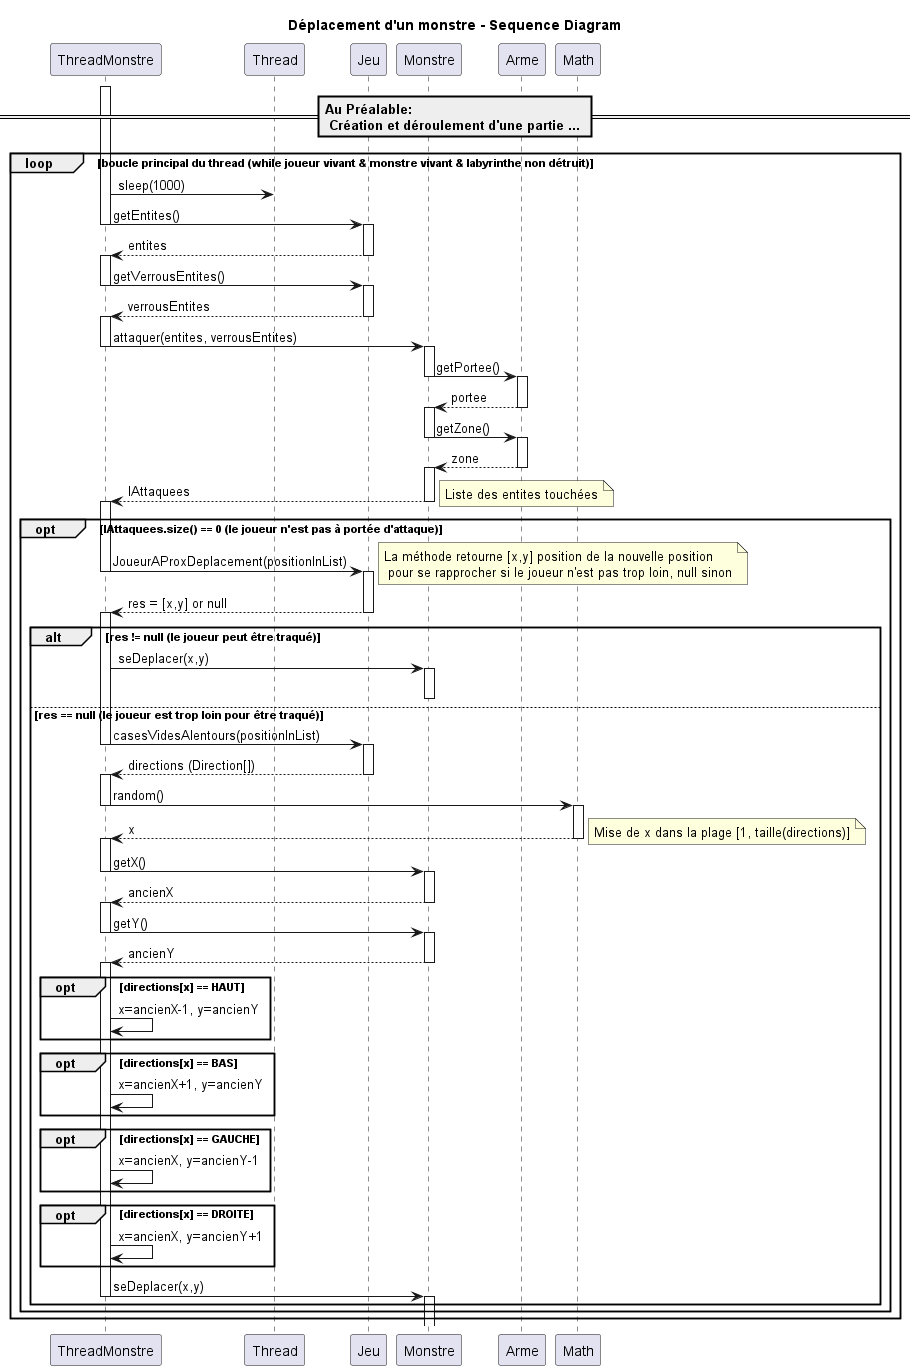 Déplacement d'un monstre - Sequence Diagram
ThreadMonstre Thread Jeu Monstre Arme Math
Au Préalable:
Création et déroulement d'une partie ...
loop [boucle principal du thread (while joueur vivant & monstre vivant & labyrinthe non détruit)]
sleep(1000)
getEntites()
entites
getVerrousEntites()
verrousEntites
attaquer(entites, verrousEntites)
getPortee()
portee
getZone()
zone
lAttaquees
Liste des entites touchées
opt [lAttaquees.size() == 0 (le joueur n'est pas à portée d'attaque)]
JoueurAProxDeplacement(positionInList)
La méthode retourne [x,y] position de la nouvelle position
pour se rapprocher si le joueur n'est pas trop loin, null sinon
res = [x,y] or null
alt [res != null (le joueur peut être traqué)]
seDeplacer(x,y)
[res == null (le joueur est trop loin pour être traqué)]
casesVidesAlentours(positionInList)
directions (Direction[])
random()
x
Mise de x dans la plage [1, taille(directions)]
getX()
ancienX
getY()
ancienY
opt [directions[x] == HAUT]
x=ancienX-1, y=ancienY
opt [directions[x] == BAS]
x=ancienX+1, y=ancienY
opt [directions[x] == GAUCHE]
x=ancienX, y=ancienY-1
opt [directions[x] == DROITE]
x=ancienX, y=ancienY+1
seDeplacer(x,y)
ThreadMonstre Thread Jeu Monstre Arme Math